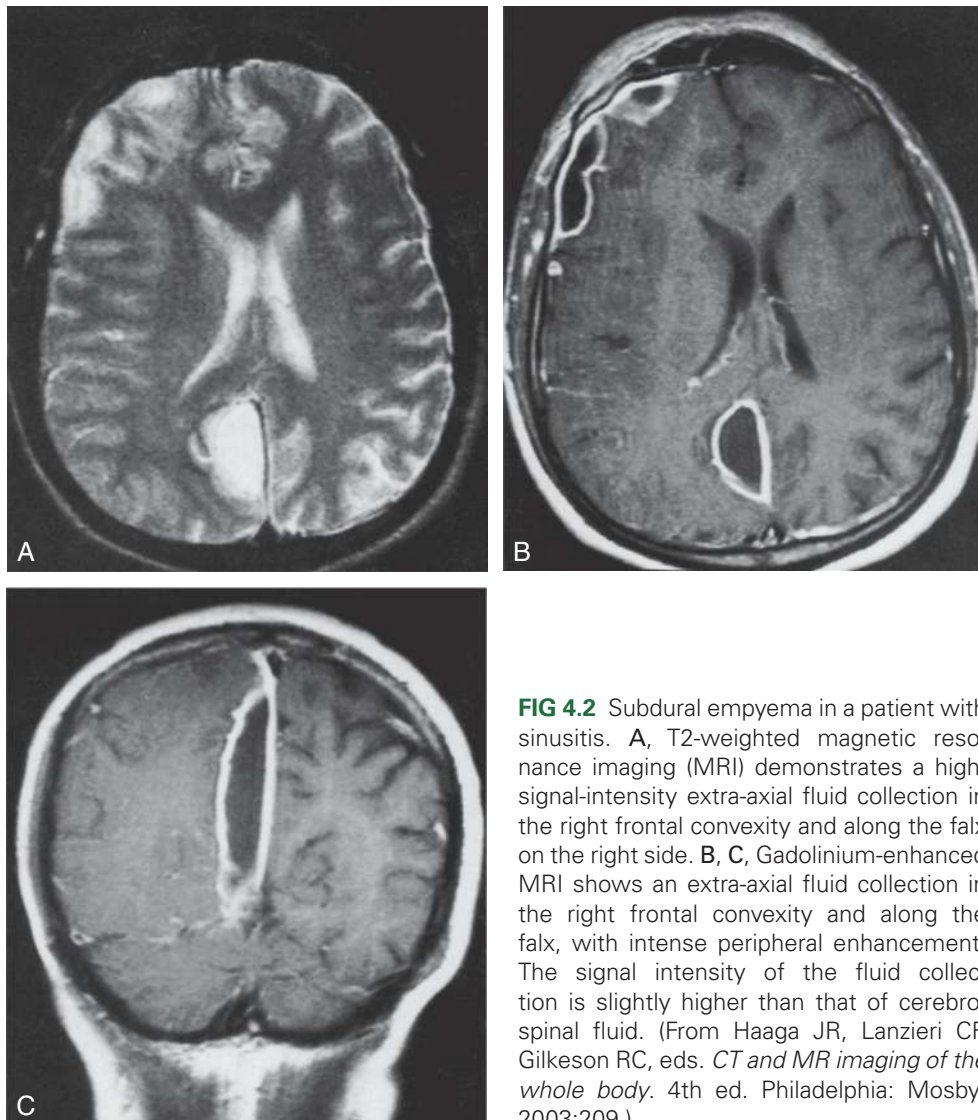 A
B
C
FIG 4.2 Subdural empyema in a patient with
sinusitis. A, T2-weighted magnetic reso
nance imaging (MRI) demonstrates a high
signal-intensity extra-axial fluid collection in
the right frontal convexity and along the falx
on the right side. B, C, Gadolinium-enhanced
MRI shows an extra-axial fluid collection in
the right frontal convexity and along the
falx, with intense peripheral enhancement
The signal intensity of the fluid collec
tion is slightly higher than that of cerebro
spinal fluid. (From Haaga JR, Lanzieri CF
Gilkeson RC, eds. CT and MR imaging of the
whole body. 4th ed. Philadelphia: Mosby
2003:209.)